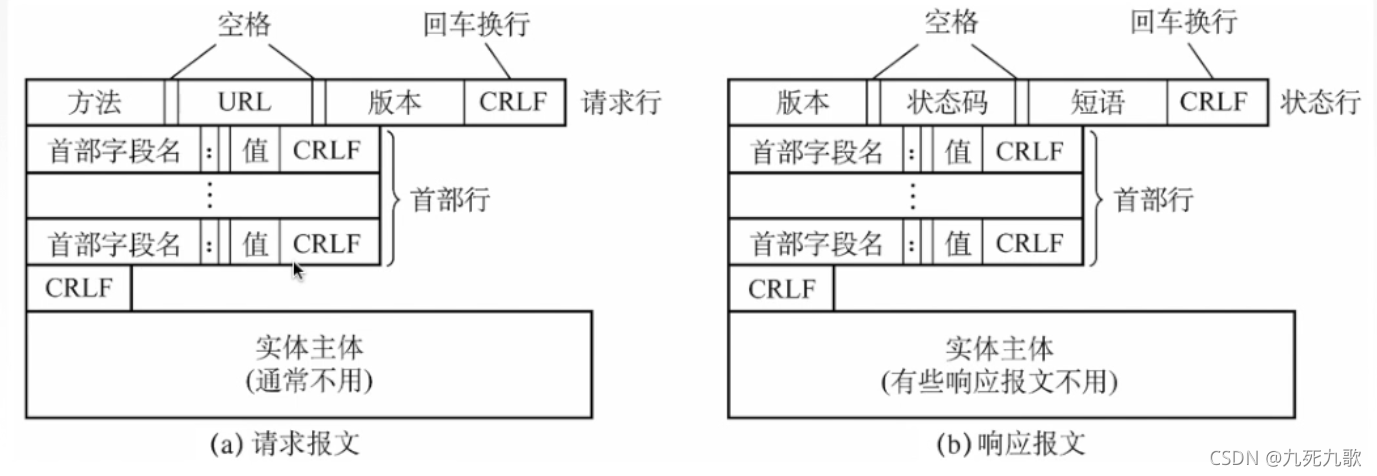 空格
回车换行
方法 URL 版本 CRLF 请求行
首部字段名 : 值 CRLF
⋮
首部行
首部字段名 : 值 CRLF
CRLF
实体主体
(通常不用)
(a) 请求报文
空格
回车换行
版本 状态码 短语 CRLF 状态行
首部字段名 : 值 CRLF
⋮
首部行
首部字段名 : 值 CRLF
CRLF
实体主体
(有些响应报文不用)
(b) 响应报文
CSDN @九死九歌